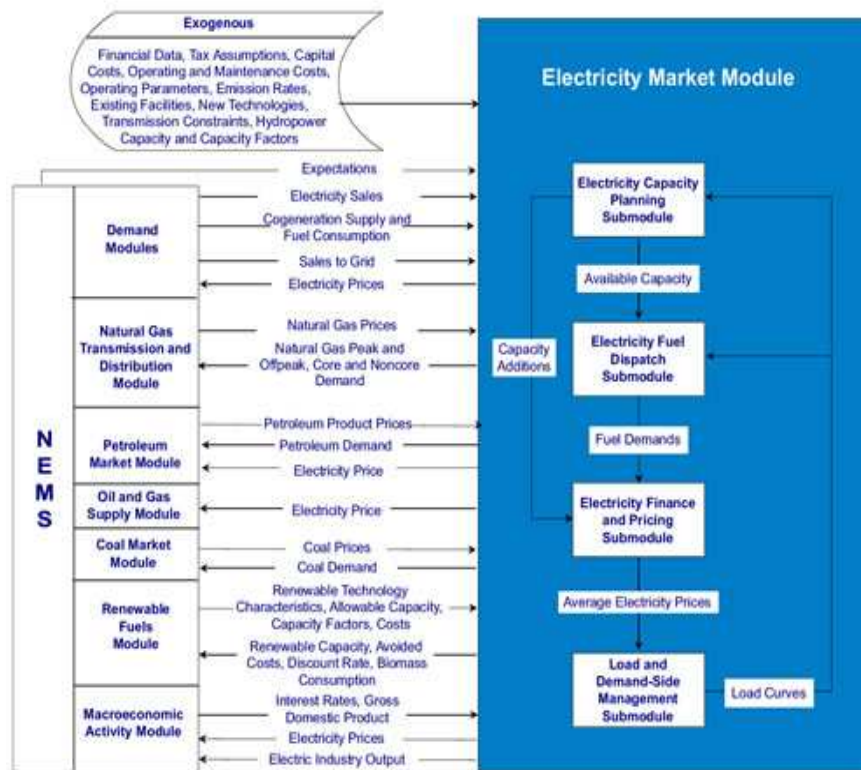 Exogenous
Financial Data, Tax Assumptions, Capital
Costs, Operating and Maintenance Costs,
Operating Parameters, Emission Rates,
Existing Facilities, New Technologies,
Transmission Constraints, Hydropower
Capacity and Capacity Factors
Electricity Market Module
Expectations
NEMS
Demand
Modules
Electricity Sales
Cogeneration Supply and
Fuel Consumption
Sales to Grid
Electricity Prices
Natural Gas
Transmission and
Distribution
Module
Natural Gas Prices
Natural Gas Peak and
Offpeak, Core and Noncore
Demand
Petroleum
Market Module
Petroleum Product Prices
Petroleum Demand
Electricity Price
Oil and Gas
Supply Module
Electricity Price
Coal Market
Module
Coal Prices
Coal Demand
Renewable
Fuels
Module
Renewable Technology
Characteristics, Allowable Capacity,
Capacity Factors, Costs
Renewable Capacity, Avoided
Costs, Discount Rate, Biomass
Consumption
Macroeconomic
Activity Module
Interest Rates, Gross
Domestic Product
Electricity Prices
Electric Industry Output
Electricity Capacity
Planning
Submodule
Available Capacity
Capacity
Additions
Electricity Fuel
Dispatch
Submodule
Fuel Demands
Electricity Finance
and Pricing
Submodule
Average Electricity Prices
Load and
Demand-Side
Management
Submodule
Load Curves